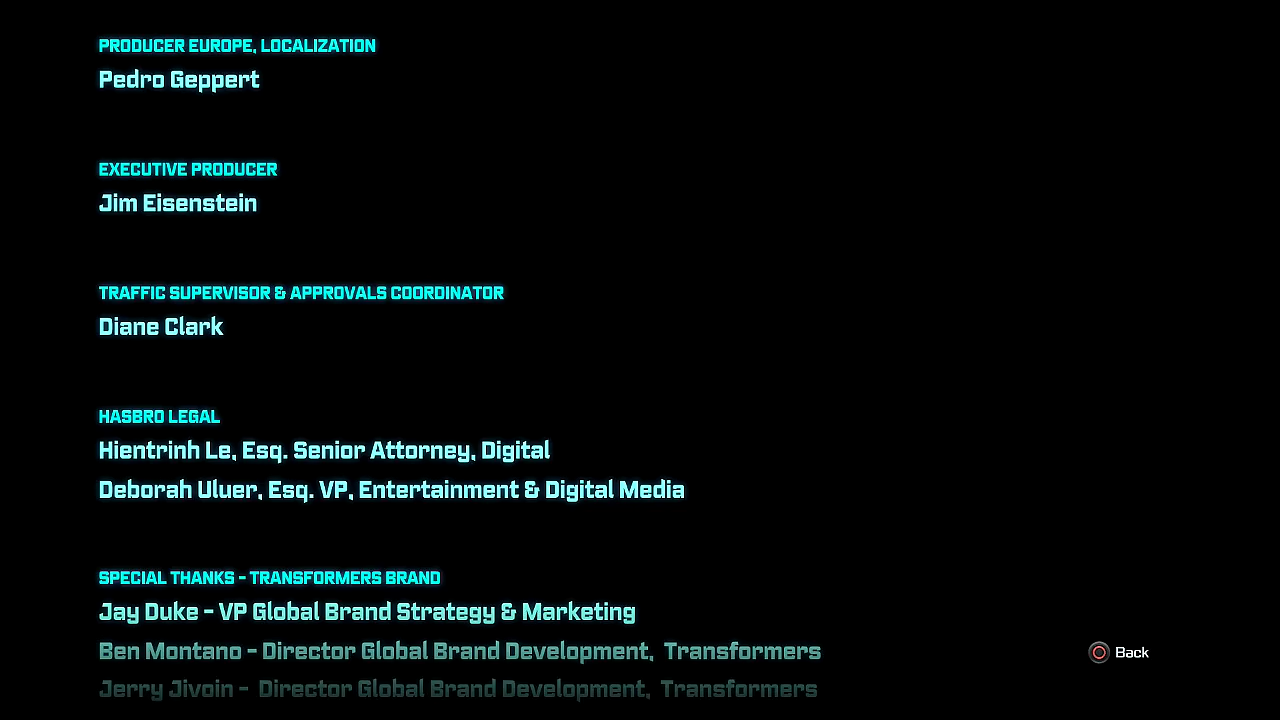 PRODUCER EUROPE, LOCALIZATION
Pedro Geppert
EXECUTIVE PRODUCER
Jim Eisenstein
TRAFFIC SUPERVISOR & APPROVALS COORDINATOR
Diane Clark
HASBRO LEGAL
Hientrinh Le, Esq. Senior Attorney, Digital
Deborah Uluer, Esq. VP, Entertainment & Digital Media
SPECIAL THANKS - TRANSFORMERS BRAND
Jay Duke - VP Global Brand Strategy & Marketing
Ben Montano - Director Global Brand Development, Transformers
Back
Jerry Jivoin - Director Global Brand Development, Transformers